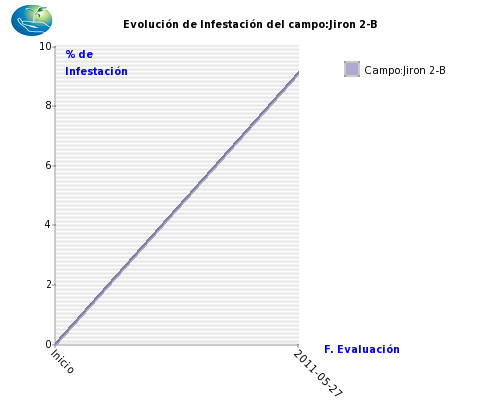 Evolución de Infestación del campo:Jiron 2-B
% de
Infestación
10
8
6
4
2
0
Campo:Jiron 2-B
Inicio
2011-05-27
F. Evaluación